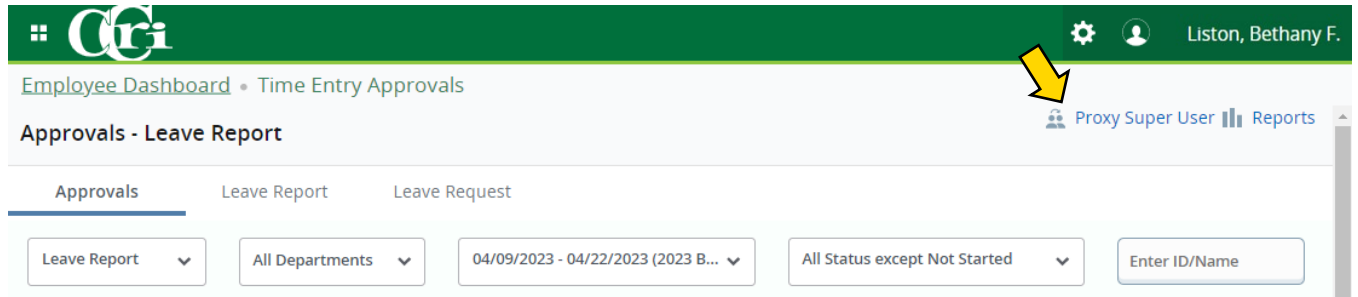 CCri Liston, Bethany F.
Employee Dashboard • Time Entry Approvals
Proxy Super User Reports
Approvals - Leave Report
Approvals Leave Report Leave Request
Leave Report All Departments 04/09/2023 - 04/22/2023 (2023 B... All Status except Not Started Enter ID/Name